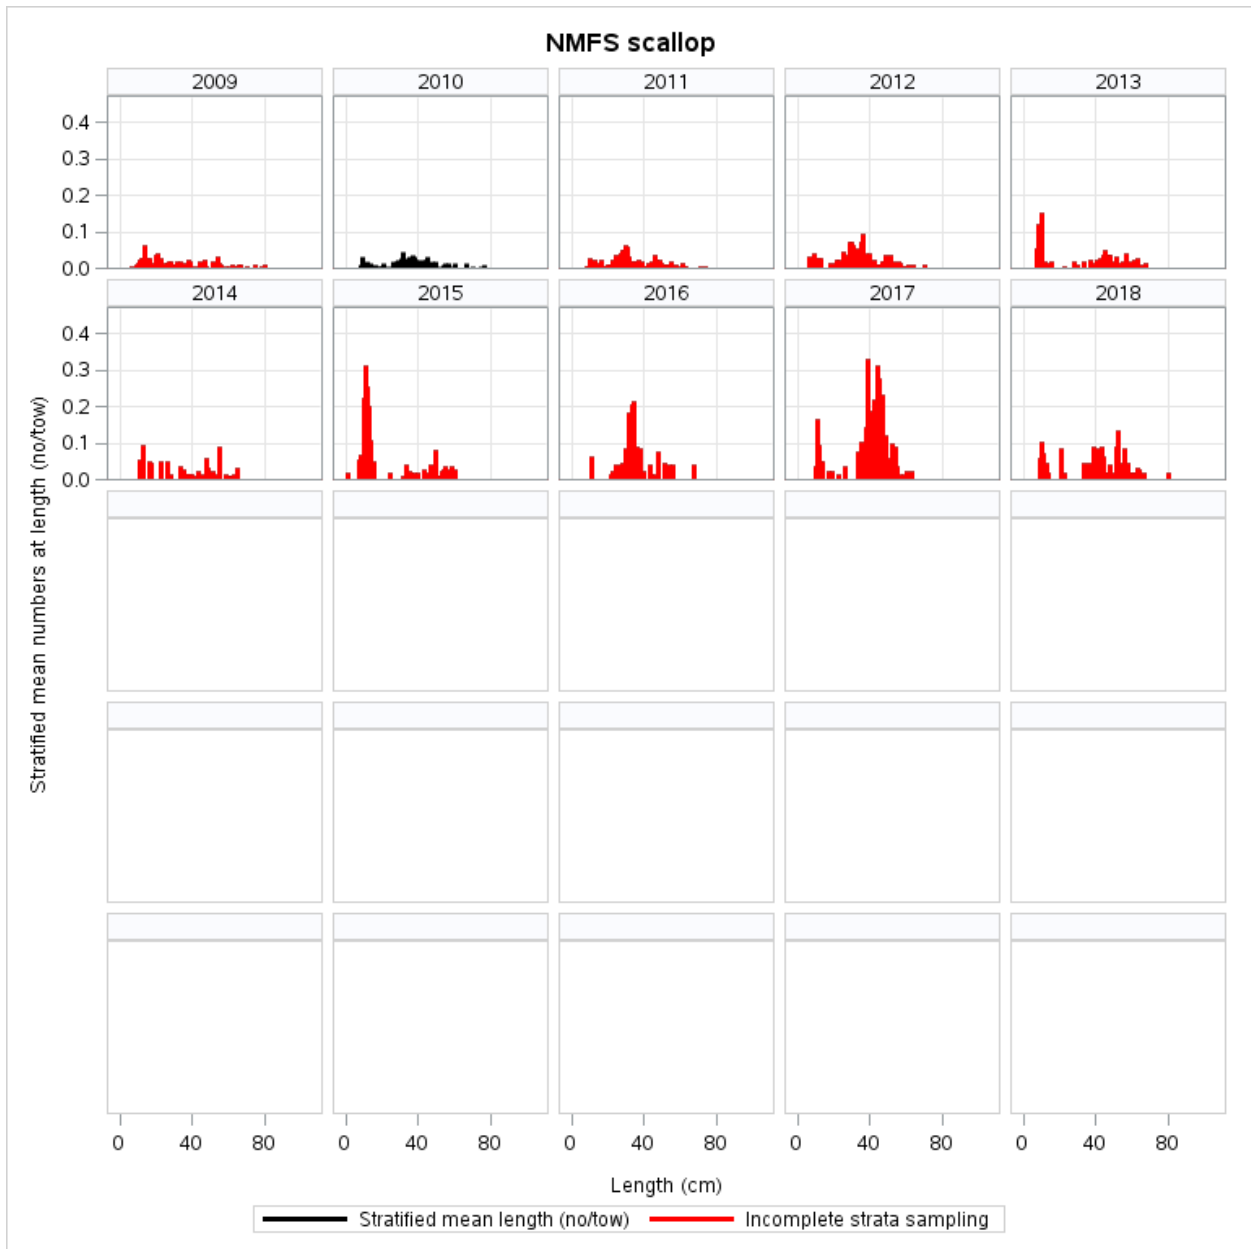 NMFS scallop
2009 2010 2011 2012 2013
0.4
0.3
0.2
0.1
0.0
2014 2015 2016 2017 2018
0.4
0.3
0.2
0.1
0.0
Stratified mean numbers at length (no/tow)
0 40 80 0 40 80 0 40 80 0 40 80 0 40 80
Length (cm)
Stratified mean length (no/tow) Incomplete strata sampling